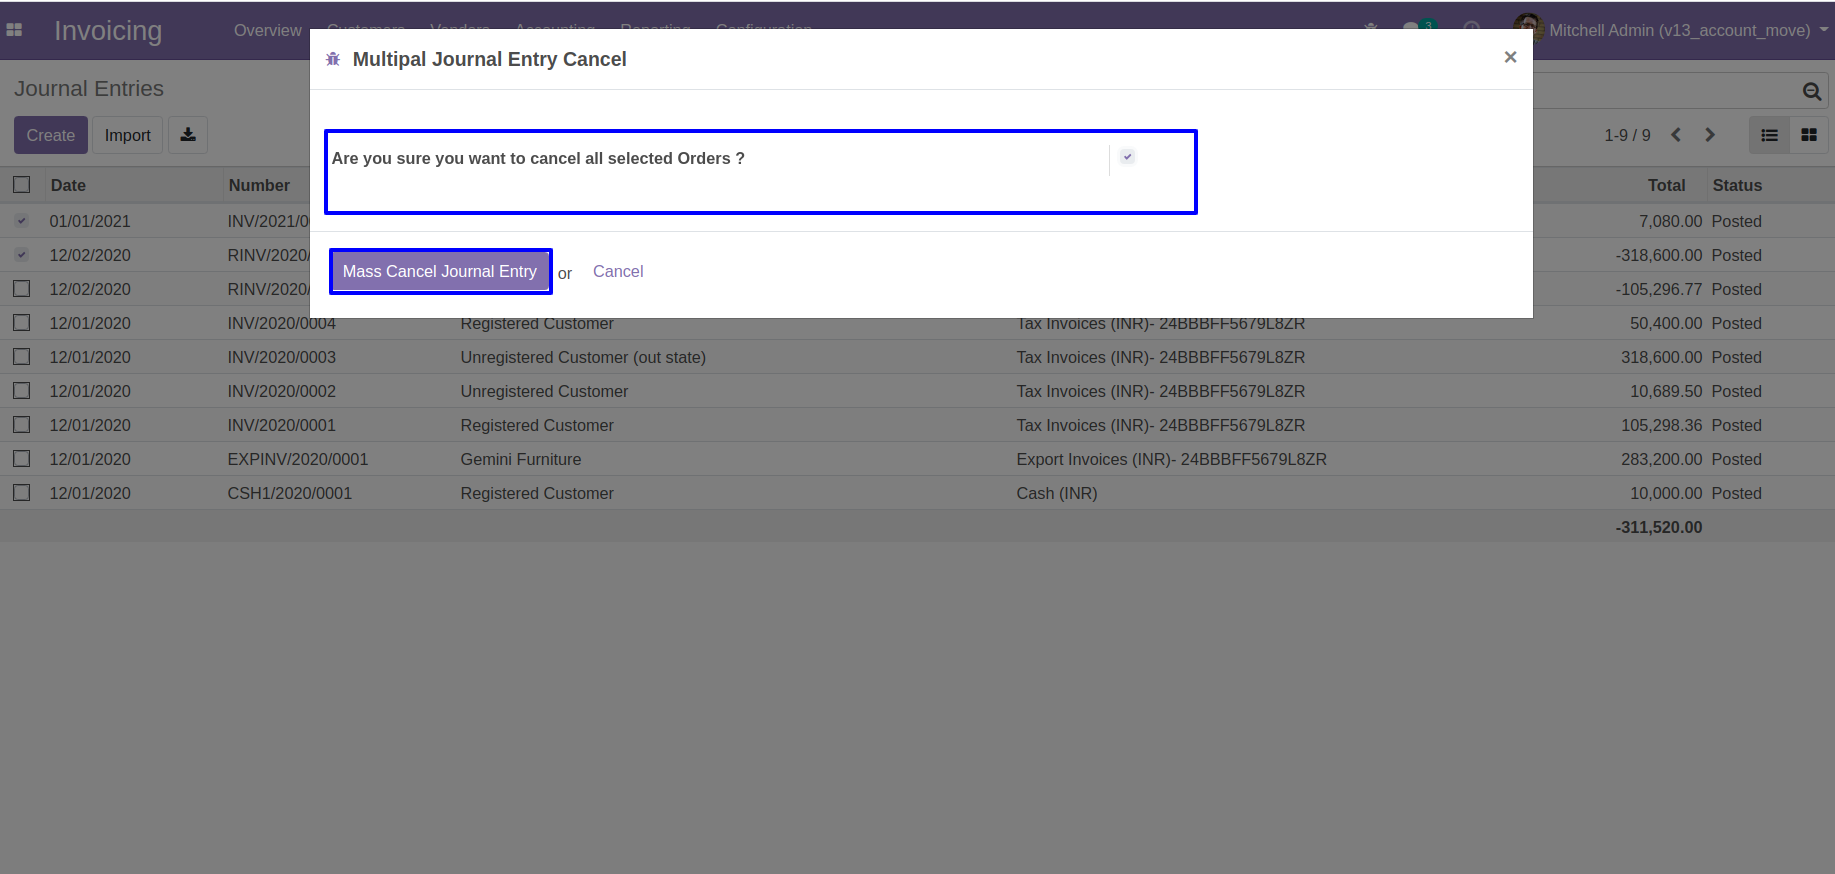 Invoicing Overview Customers Vendors Accounting Reporting Configuration 3 Mitchell Admin (v13_account_move)
Multipal Journal Entry Cancel ×
Journal Entries
Create Import 1-9 / 9
Are you sure you want to cancel all selected Orders ?
Date Number Total Status
01/01/2021 INV/2021/0 7,080.00 Posted
12/02/2020 RINV/2020/ -318,600.00 Posted
Mass Cancel Journal Entry or Cancel
12/02/2020 RINV/2020/ -105,296.77 Posted
12/01/2020 INV/2020/0004 Registered Customer Tax Invoices (INR)- 24BBBFF5679L8ZR 50,400.00 Posted
12/01/2020 INV/2020/0003 Unregistered Customer (out state) Tax Invoices (INR)- 24BBBFF5679L8ZR 318,600.00 Posted
12/01/2020 INV/2020/0002 Unregistered Customer Tax Invoices (INR)- 24BBBFF5679L8ZR 10,689.50 Posted
12/01/2020 INV/2020/0001 Registered Customer Tax Invoices (INR)- 24BBBFF5679L8ZR 105,298.36 Posted
12/01/2020 EXPINV/2020/0001 Gemini Furniture Export Invoices (INR)- 24BBBFF5679L8ZR 283,200.00 Posted
12/01/2020 CSH1/2020/0001 Registered Customer Cash (INR) 10,000.00 Posted
-311,520.00